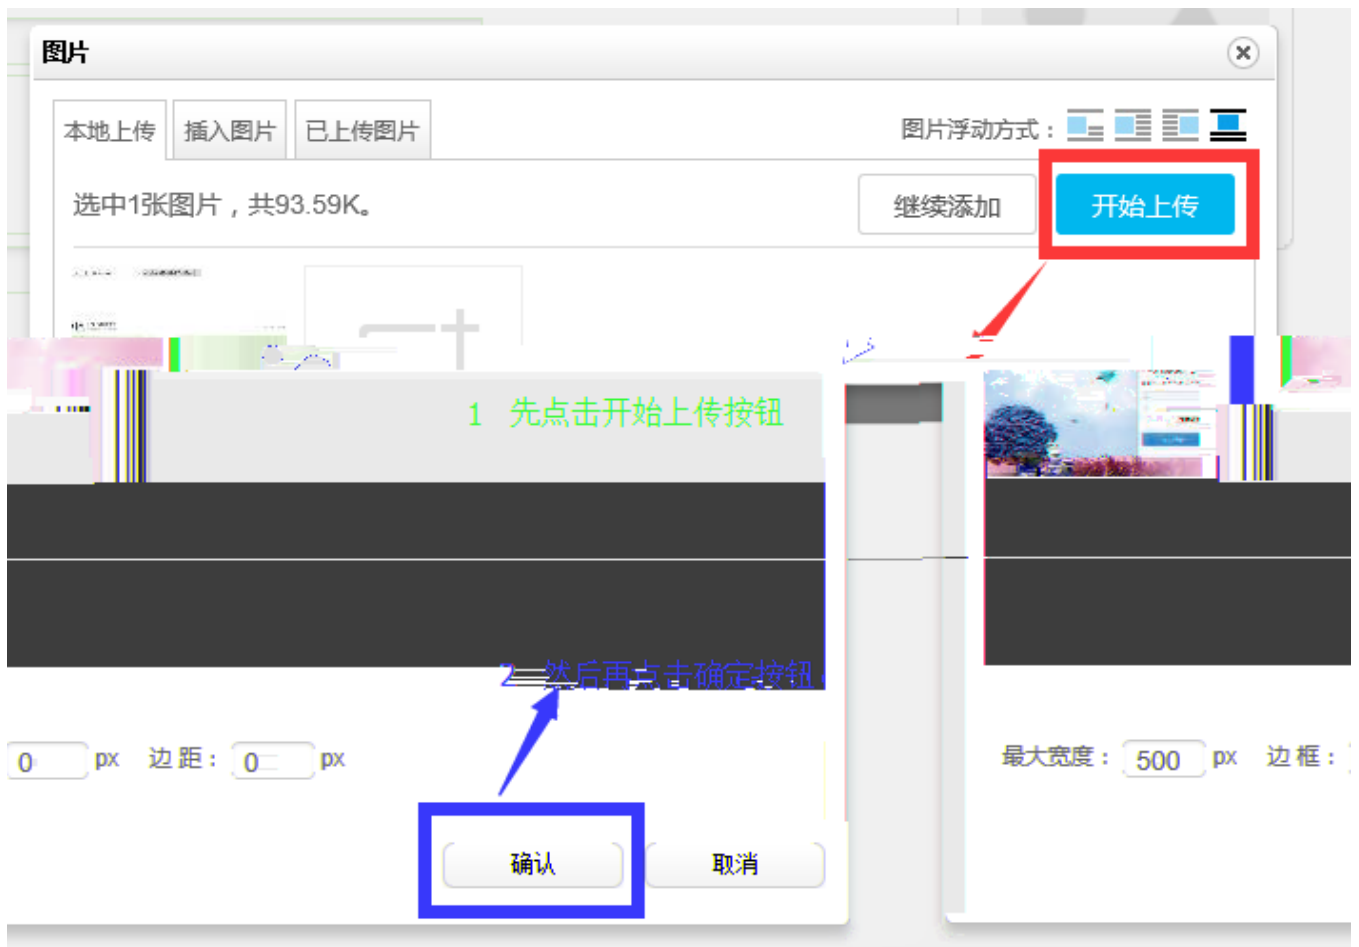 图片
本地上传 插入图片 已上传图片 图片浮动方式：
选中1张图片，共93.59K。 继续添加 开始上传
1 先点击开始上传按钮
2 然后再点击确定按钮
0 px 边 距： 0 px 最大宽度： 500 px 边 框：
确认 取消